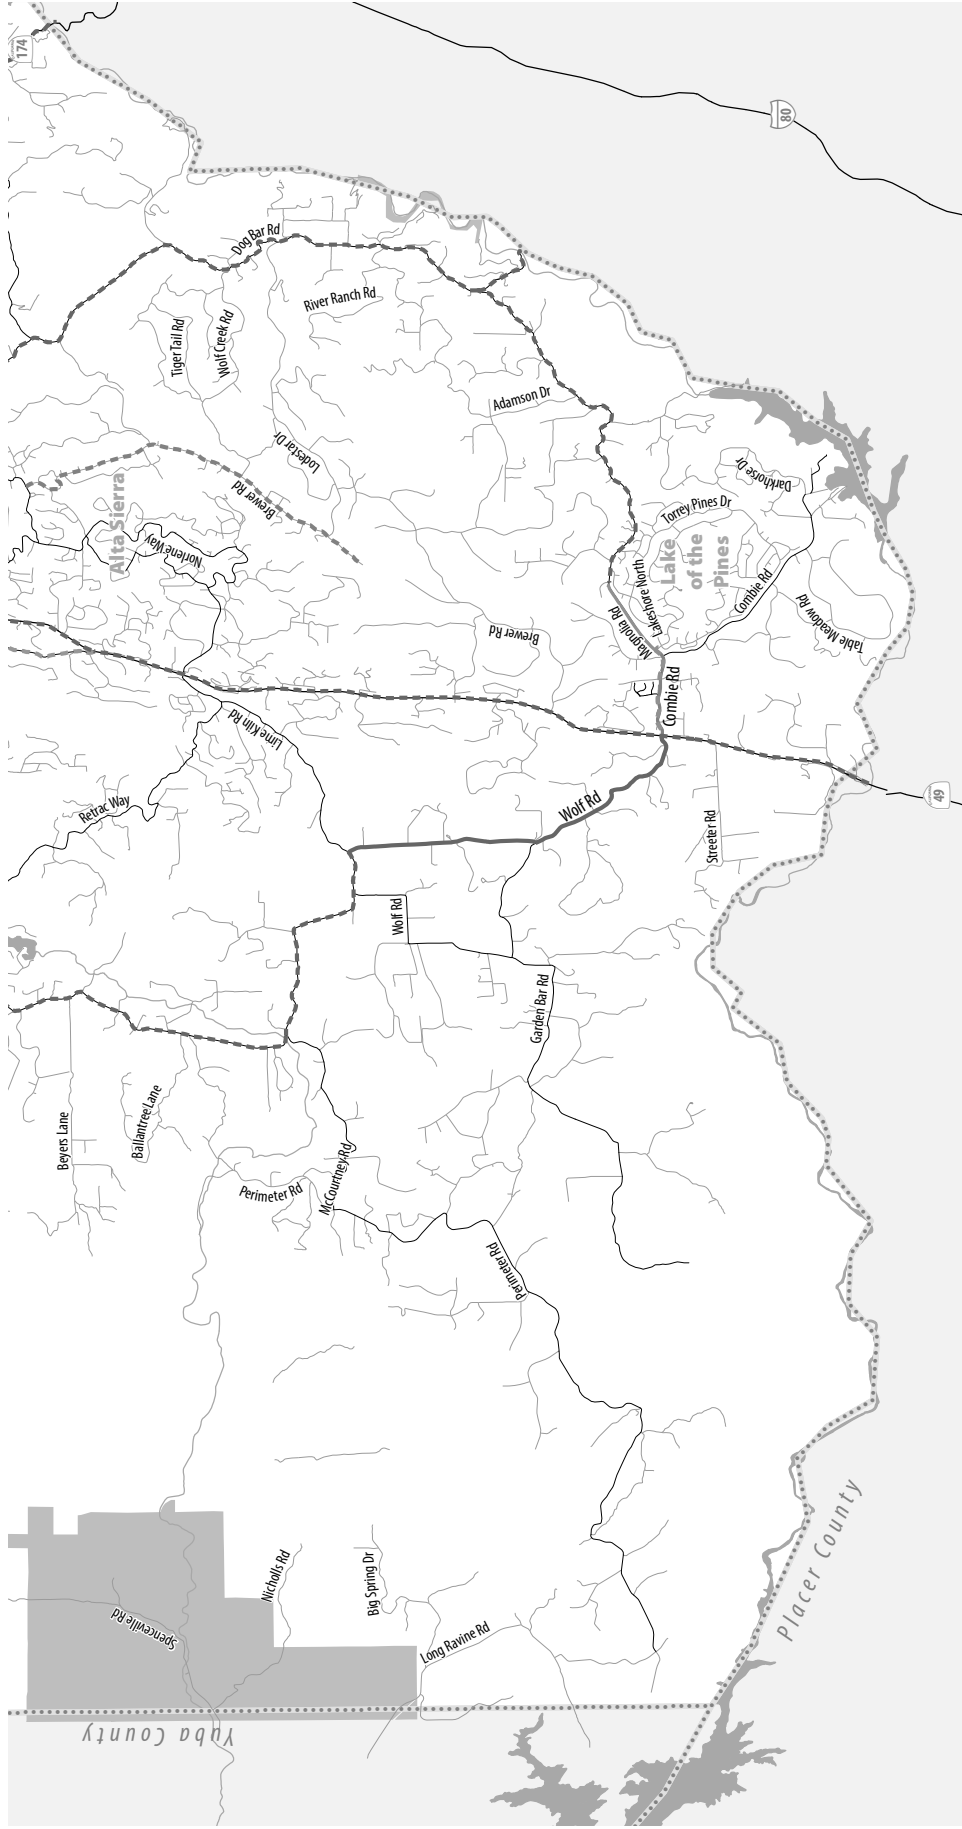 174
80
Dog Bar Rd
River Ranch Rd
Tiger Tail Rd
Wolf Creek Rd
Adamson Dr
Lodestar Dr
Darkhorse Dr
Brewer Rd
Alta Sierra
Torrey Pines Dr
Norlene Way
Lake
of the
Pines
Lakeshore North
Combie Rd
Magnolia Rd
Table Meadow Rd
Brewer Rd
Combie Rd
Lime Kiln Rd
49
Retrac Way
Wolf Rd
Streeter Rd
Wolf Rd
Garden Bar Rd
Beyers Lane
Ballantree Lane
McCourtney Rd
Perimeter Rd
Perimeter Rd
Placer County
Nicholls Rd
Big Spring Dr
Spenceville Rd
Long Ravine Rd
Yuba County